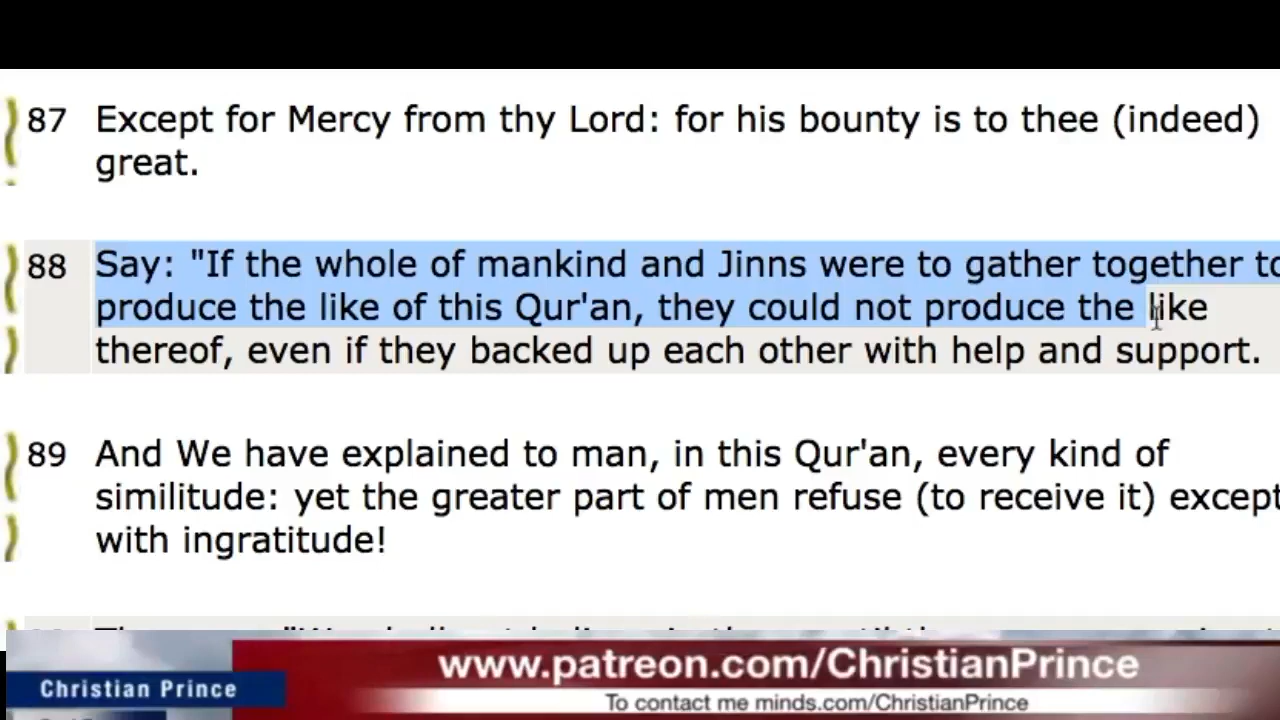 87 Except for Mercy from thy Lord: for his bounty is to thee (indeed)
great.
88 Say: "If the whole of mankind and Jinns were to gather together to
produce the like of this Qur'an, they could not produce the like
thereof, even if they backed up each other with help and support.
89 And We have explained to man, in this Qur'an, every kind of
similitude: yet the greater part of men refuse (to receive it) except
with ingratitude!
www.patreon.com/ChristianPrince
Christian Prince
To contact me minds.com/ChristianPrince